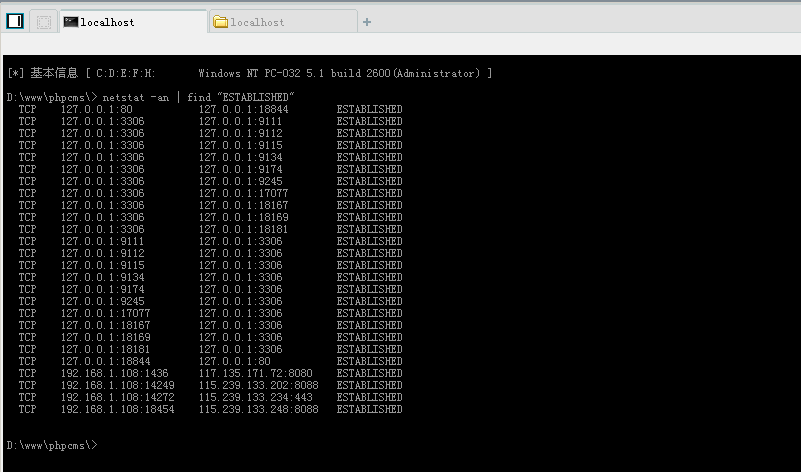 localhost
localhost
[*] 基本信息 [ C:D:E:F:H: Windows NT PC-032 5.1 build 2600(Administrator) ]
D:\www\phpcms\> netstat -an | find "ESTABLISHED"
TCP 127.0.0.1:80 127.0.0.1:18844 ESTABLISHED
TCP 127.0.0.1:3306 127.0.0.1:9111 ESTABLISHED
TCP 127.0.0.1:3306 127.0.0.1:9112 ESTABLISHED
TCP 127.0.0.1:3306 127.0.0.1:9115 ESTABLISHED
TCP 127.0.0.1:3306 127.0.0.1:9134 ESTABLISHED
TCP 127.0.0.1:3306 127.0.0.1:9174 ESTABLISHED
TCP 127.0.0.1:3306 127.0.0.1:9245 ESTABLISHED
TCP 127.0.0.1:3306 127.0.0.1:17077 ESTABLISHED
TCP 127.0.0.1:3306 127.0.0.1:18167 ESTABLISHED
TCP 127.0.0.1:3306 127.0.0.1:18169 ESTABLISHED
TCP 127.0.0.1:3306 127.0.0.1:18181 ESTABLISHED
TCP 127.0.0.1:9111 127.0.0.1:3306 ESTABLISHED
TCP 127.0.0.1:9112 127.0.0.1:3306 ESTABLISHED
TCP 127.0.0.1:9115 127.0.0.1:3306 ESTABLISHED
TCP 127.0.0.1:9134 127.0.0.1:3306 ESTABLISHED
TCP 127.0.0.1:9174 127.0.0.1:3306 ESTABLISHED
TCP 127.0.0.1:9245 127.0.0.1:3306 ESTABLISHED
TCP 127.0.0.1:17077 127.0.0.1:3306 ESTABLISHED
TCP 127.0.0.1:18167 127.0.0.1:3306 ESTABLISHED
TCP 127.0.0.1:18169 127.0.0.1:3306 ESTABLISHED
TCP 127.0.0.1:18181 127.0.0.1:3306 ESTABLISHED
TCP 127.0.0.1:18844 127.0.0.1:80 ESTABLISHED
TCP 192.168.1.108:1436 117.135.171.72:8080 ESTABLISHED
TCP 192.168.1.108:14249 115.239.133.202:8088 ESTABLISHED
TCP 192.168.1.108:14272 115.239.133.234:443 ESTABLISHED
TCP 192.168.1.108:18454 115.239.133.248:8088 ESTABLISHED
D:\www\phpcms\>